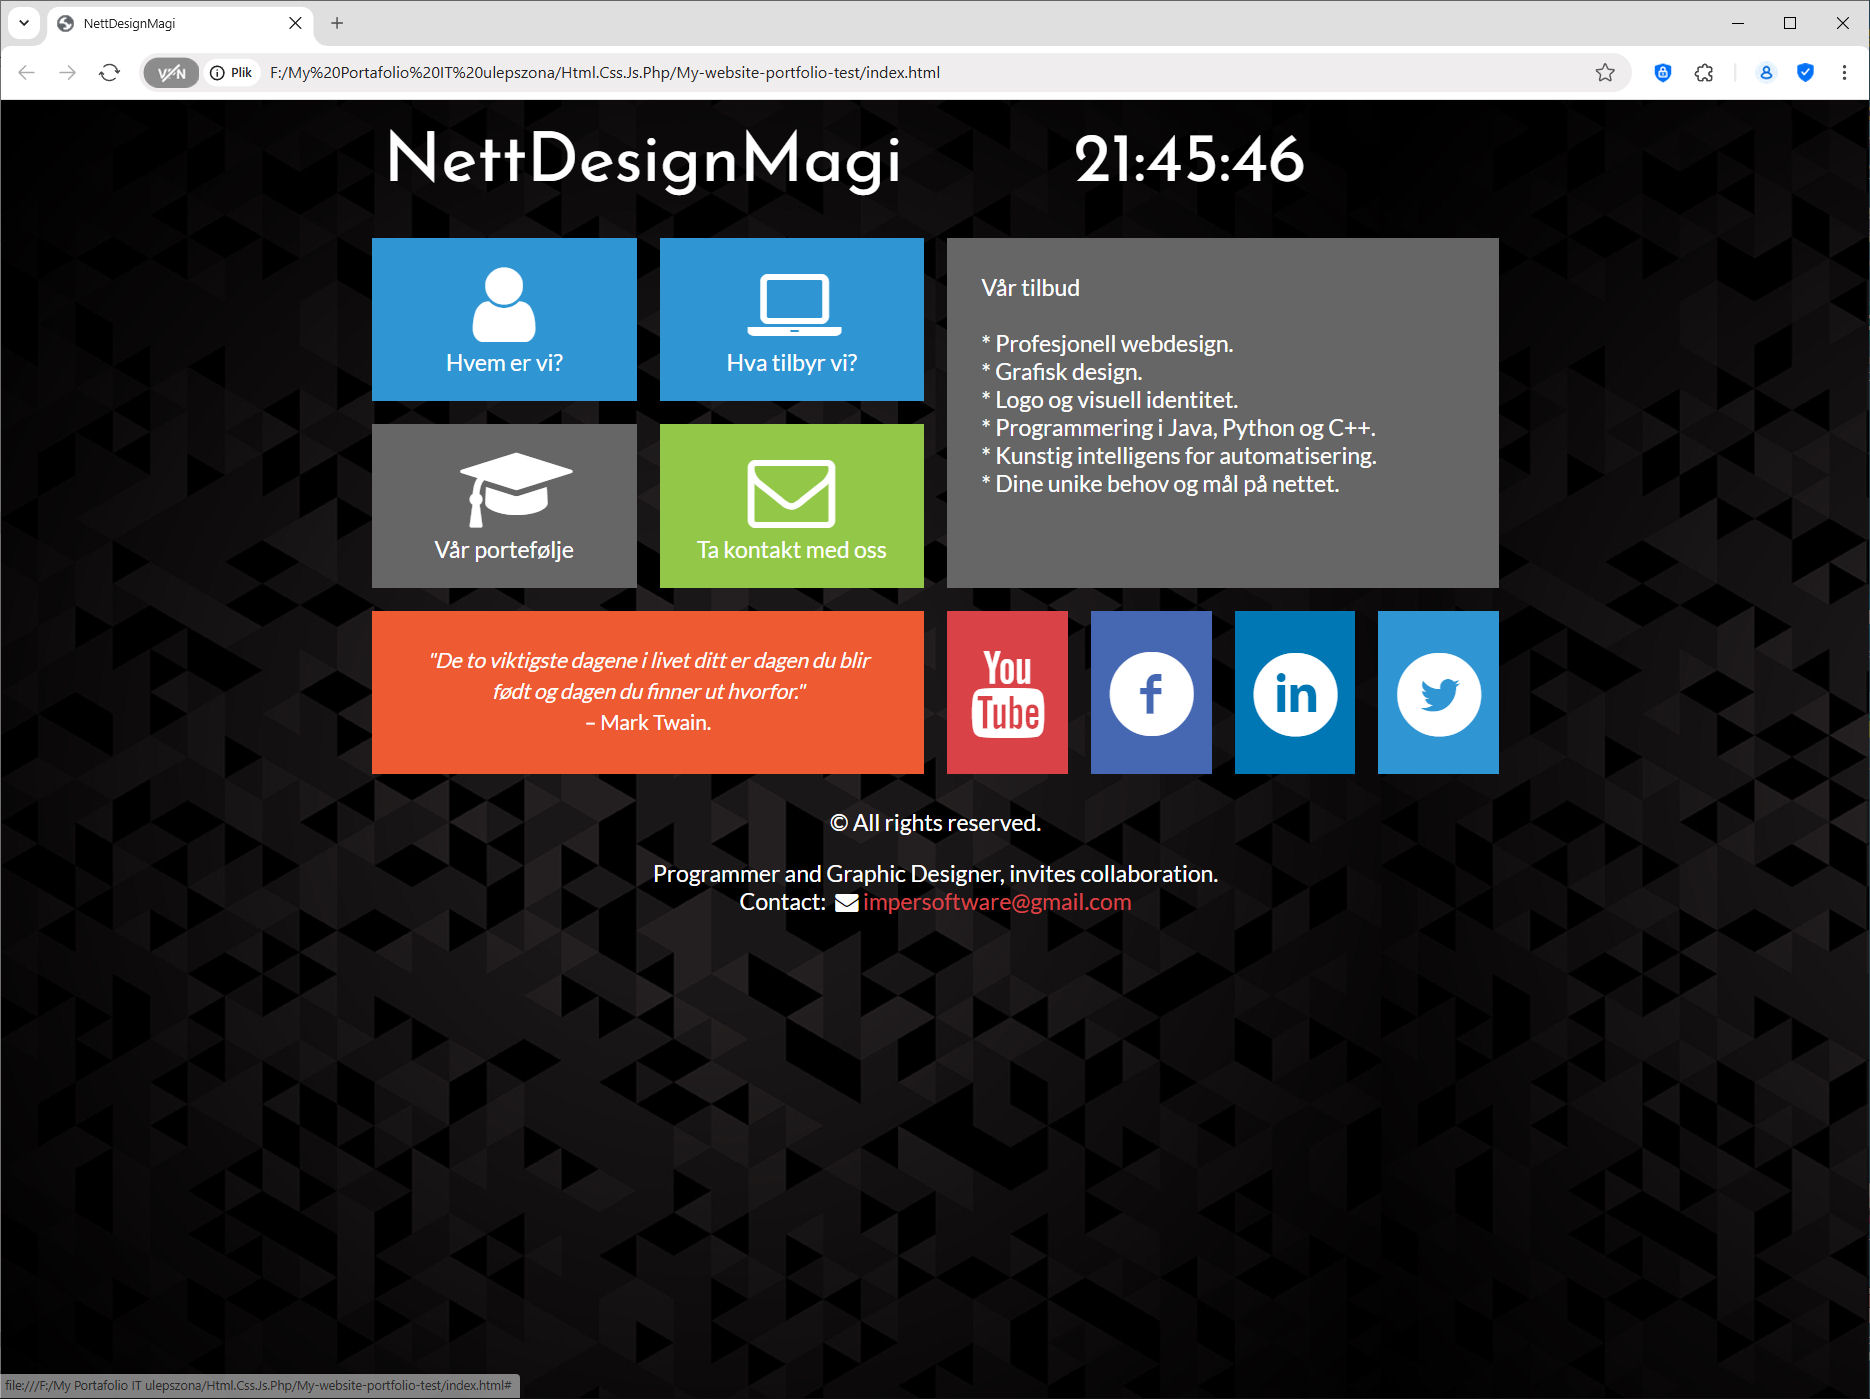 NettDesignMagi
VPN
Plik
F:/My%20Portafolio%20IT%20ulepszona/Html.Css.Js.Php/My-website-portfolio-test/index.html
NettDesignMagi
21:45:46
Hvem er vi?
Hva tilbyr vi?
Vår portefølje
Ta kontakt med oss
Vår tilbud
* Profesjonell webdesign.
* Grafisk design.
* Logo og visuell identitet.
* Programmering i Java, Python og C++.
* Kunstig intelligens for automatisering.
* Dine unike behov og mål på nettet.
"De to viktigste dagene i livet ditt er dagen du blir
født og dagen du finner ut hvorfor."
– Mark Twain.
You
Tube
f
in
© All rights reserved.
Programmer and Graphic Designer, invites collaboration.
Contact: impersoftware@gmail.com
file:///F:/My Portafolio IT ulepszona/Html.Css.Js.Php/My-website-portfolio-test/index.html#